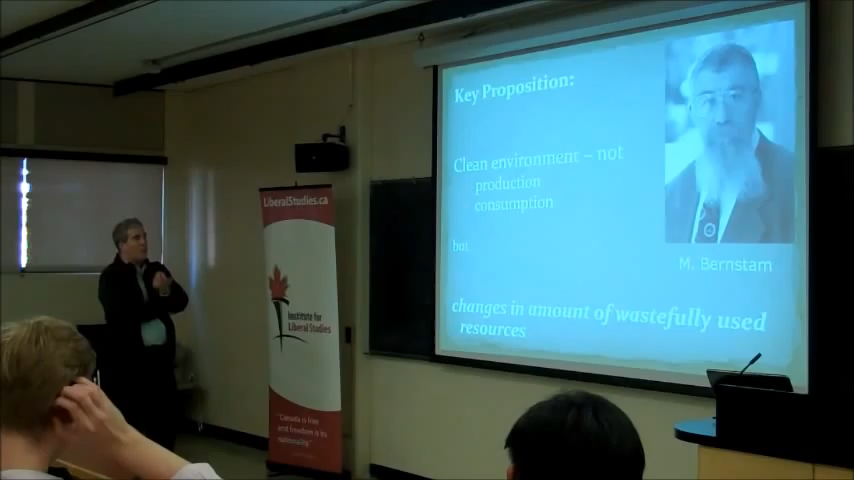 LiberalStudies.ca
Institute for
Liberal Studies
"Canada is free
and freedom is its
nationality"
Key Proposition:
Clean environment – not
production
consumption
but
changes in amount of wastefully used
resources
M. Bernstam